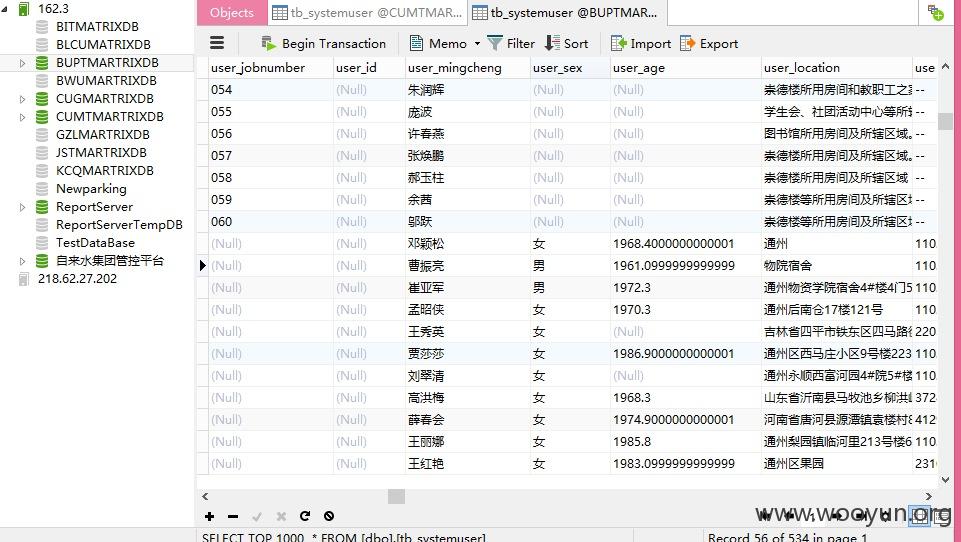 162.3
BITMATRIXDB
BLCUMATRIXDB
BUPTMARTRIXDB
BWUMARTRIXDB
CUGMARTRIXDB
CUMTMARTRIXDB
GZLMARTRIXDB
JSTMARTRIXDB
KCQMARTRIXDB
Newparking
ReportServer
ReportServerTempDB
TestDataBase
自来水集团管控平台
218.62.27.202
Objects tb_systemuser @CUMTMAR... tb_systemuser @BUPTMAR...
Begin Transaction Memo Filter Sort Import Export
user_jobnumber user_id user_mingcheng user_sex user_age user_location user
054 (Null) 朱润辉 (Null) (Null) 崇德楼所用房间和教职工之 --
055 (Null) 庞波 (Null) (Null) 学生会、社团活动中心等所 --
056 (Null) 许春燕 (Null) (Null) 图书馆所用房间及所辖区域。 --
057 (Null) 张焕鹏 (Null) (Null) 崇德楼所用房间及所辖区域。 --
058 (Null) 郝玉柱 (Null) (Null) 崇德楼所用房间及所辖区域 --
059 (Null) 余茜 (Null) (Null) 崇德楼等所用房间及所辖区 --
060 (Null) 邬跃 (Null) (Null) 崇德楼等所用房间及所辖区 --
(Null) (Null) 邓颖松 女 1968.4000000000001 通州 110
(Null) (Null) 曹振亮 男 1961.0999999999999 物院宿舍 110
(Null) (Null) 崔亚军 男 1972.3 通州物资学院宿舍4#楼4门5 110
(Null) (Null) 孟昭侠 女 1970.3 通州后南仓17楼121号 110
(Null) (Null) 王秀英 女 (Null) 吉林省四平市铁东区四马路 220
(Null) (Null) 贾莎莎 女 1986.9000000000001 通州区西马庄小区9号楼223 110
(Null) (Null) 刘翠清 女 (Null) 通州永顺西富河园4#院5#楼 110
(Null) (Null) 高洪梅 女 1968.3 山东省沂南县马牧池乡柳洪 372
(Null) (Null) 薛春会 女 1974.9000000000001 河南省唐河县源潭镇袁楼村 412
(Null) (Null) 王丽娜 女 1985.8 通州梨园镇临河里213号楼6 110
(Null) (Null) 王红艳 女 1983.0999999999999 通州区果园 231
www.wooyun.org
SELECT TOP 1000 * FROM [dbo].[tb_systemuser]
Record 56 of 534 in page 1